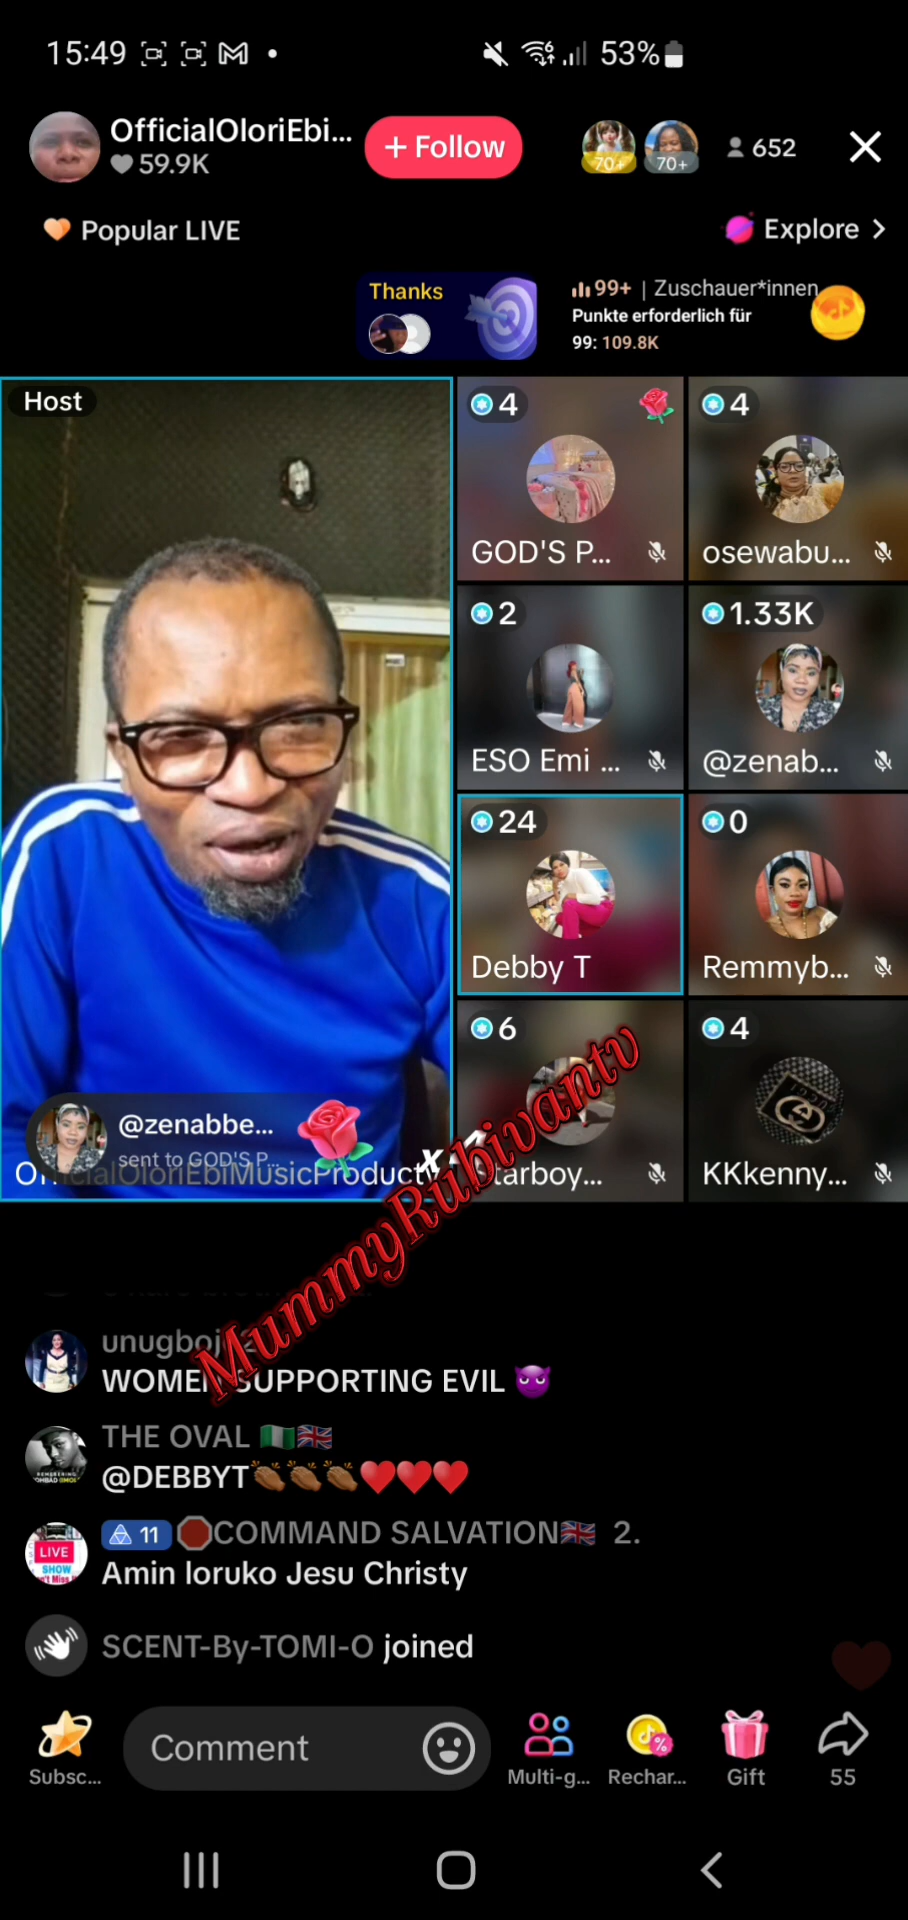 15:49
53%
OfficialOloriEbi...
59.9K
+ Follow
70+
70+
652
Popular LIVE
Explore
Thanks
99+ | Zuschauer*innen
Punkte erforderlich für
99: 109.8K
Host
4
GOD'S P...
4
osewabu...
2
ESO Emi ...
1.33K
@zenab...
24
Debby T
0
Remmyb...
6
tarboy...
4
KKkenny...
@zenabbe...
sent to GOD'S P...
MummyRubivantv
WOMEN SUPPORTING EVIL 😈
THE OVAL 🇳🇬🇬🇧
@DEBBYT👏🏾👏🏾👏🏾❤️❤️❤️
11 🛑COMMAND SALVATION🇬🇧 2.
Amin loruko Jesu Christy
LIVE
SHOW
SCENT-By-TOMI-O joined
Comment
Subsc...
Multi-g...
Rechar...
Gift
55